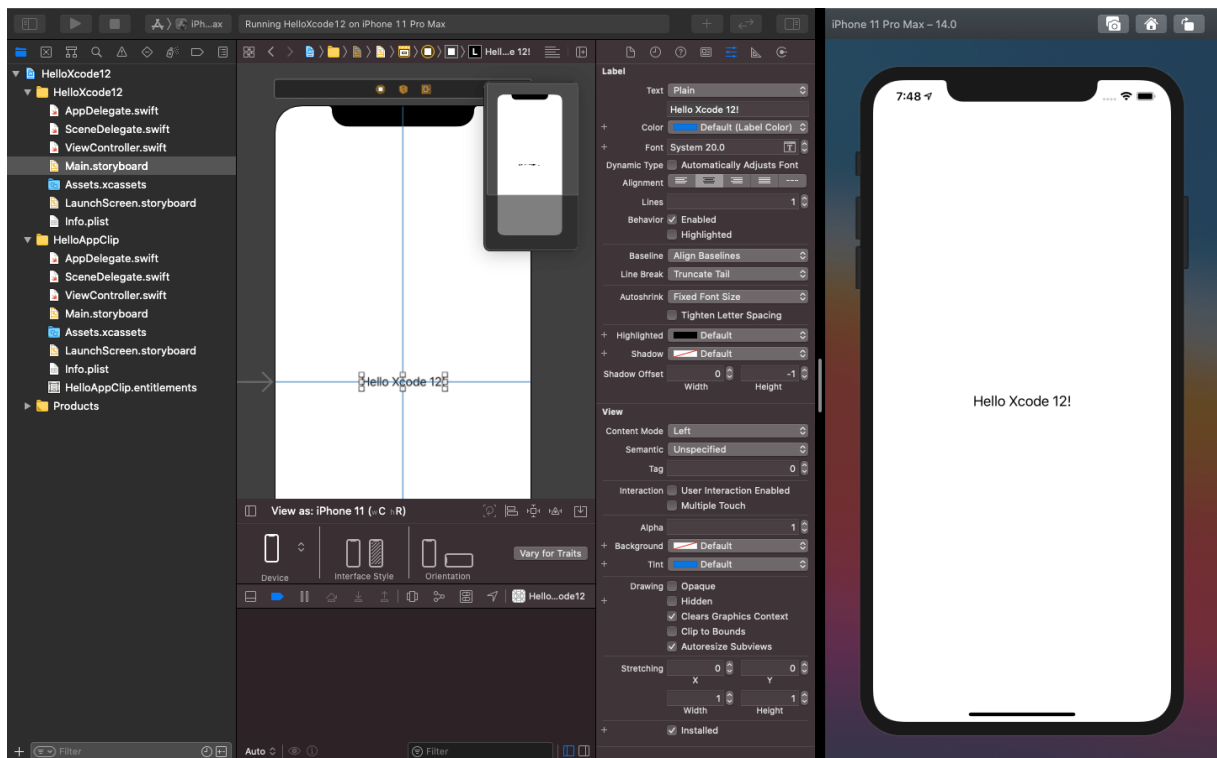 iPh...ax
Running HelloXcode12 on iPhone 11 Pro Max
Hell...e 12!
HelloXcode12
HelloXcode12
AppDelegate.swift
SceneDelegate.swift
ViewController.swift
Main.storyboard
Assets.xcassets
LaunchScreen.storyboard
Info.plist
HelloAppClip
AppDelegate.swift
SceneDelegate.swift
ViewController.swift
Main.storyboard
Assets.xcassets
LaunchScreen.storyboard
Info.plist
HelloAppClip.entitlements
Products
Filter
Hello Xcode 12!
View as: iPhone 11 (wC hR)
Device
Interface Style
Orientation
Vary for Traits
Hello...ode12
Auto
Filter
Label
Text Plain
Hello Xcode 12!
+ Color Default (Label Color)
+ Font System 20.0 T
Dynamic Type Automatically Adjusts Font
Alignment
Lines 1
Behavior Enabled
Highlighted
Baseline Align Baselines
Line Break Truncate Tail
Autoshrink Fixed Font Size
Tighten Letter Spacing
+ Highlighted Default
+ Shadow Default
Shadow Offset 0 -1
Width Height
View
Content Mode Left
Semantic Unspecified
Tag 0
Interaction User Interaction Enabled
Multiple Touch
Alpha 1
+ Background Default
+ Tint Default
Drawing Opaque
+ Hidden
Clears Graphics Context
Clip to Bounds
Autoresize Subviews
Stretching 0 0
X Y
1 1
Width Height
+ Installed
iPhone 11 Pro Max – 14.0
7:48
Hello Xcode 12!